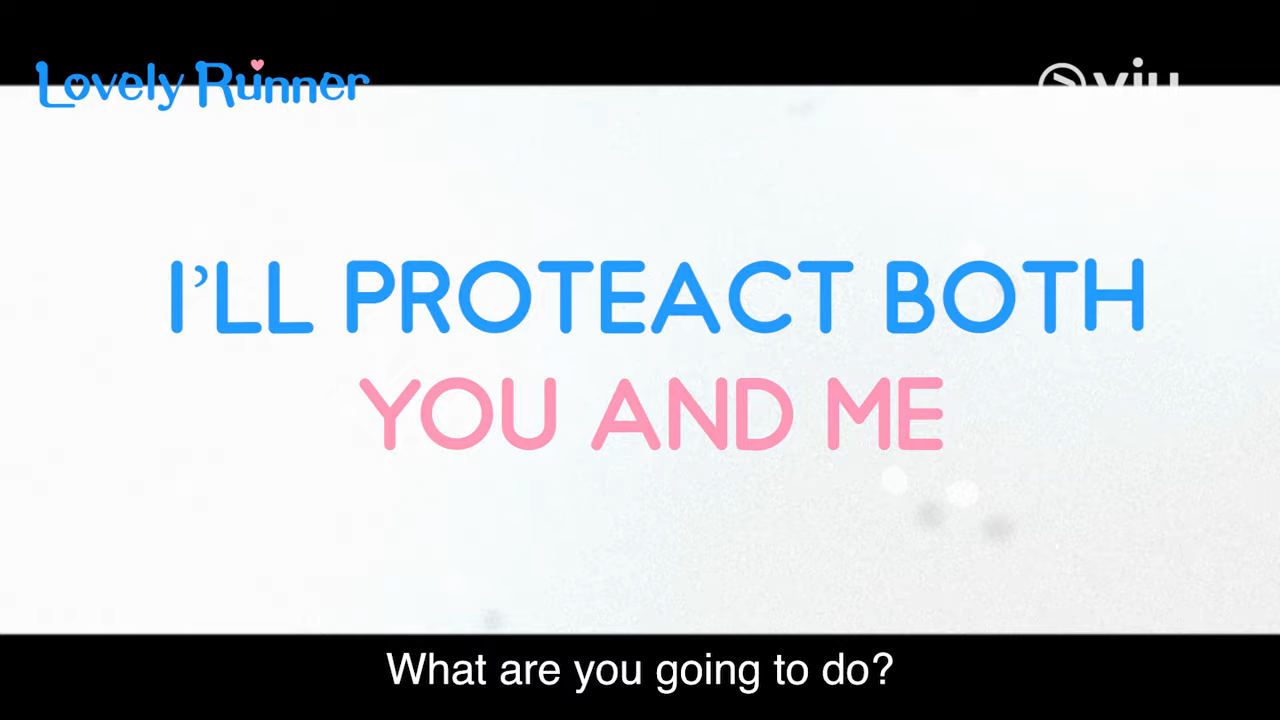 Lovely Runner
viu
I'LL PROTEACT BOTH
YOU AND ME
What are you going to do?